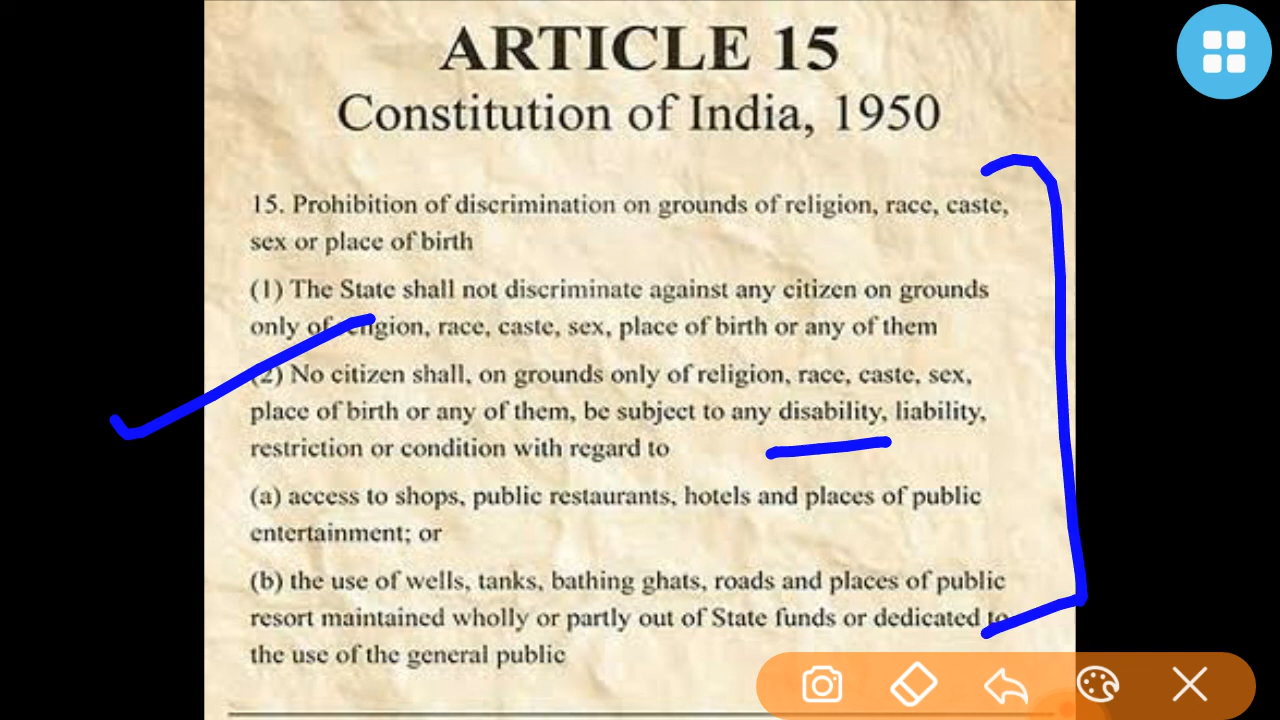 ARTICLE 15
Constitution of India, 1950
15. Prohibition of discrimination on grounds of religion, race, caste,
sex or place of birth
(1) The State shall not discriminate against any citizen on grounds
only of religion, race, caste, sex, place of birth or any of them
(2) No citizen shall, on grounds only of religion, race, caste, sex,
place of birth or any of them, be subject to any disability, liability,
restriction or condition with regard to
(a) access to shops, public restaurants, hotels and places of public
entertainment; or
(b) the use of wells, tanks, bathing ghats, roads and places of public
resort maintained wholly or partly out of State funds or dedicated to
the use of the general public